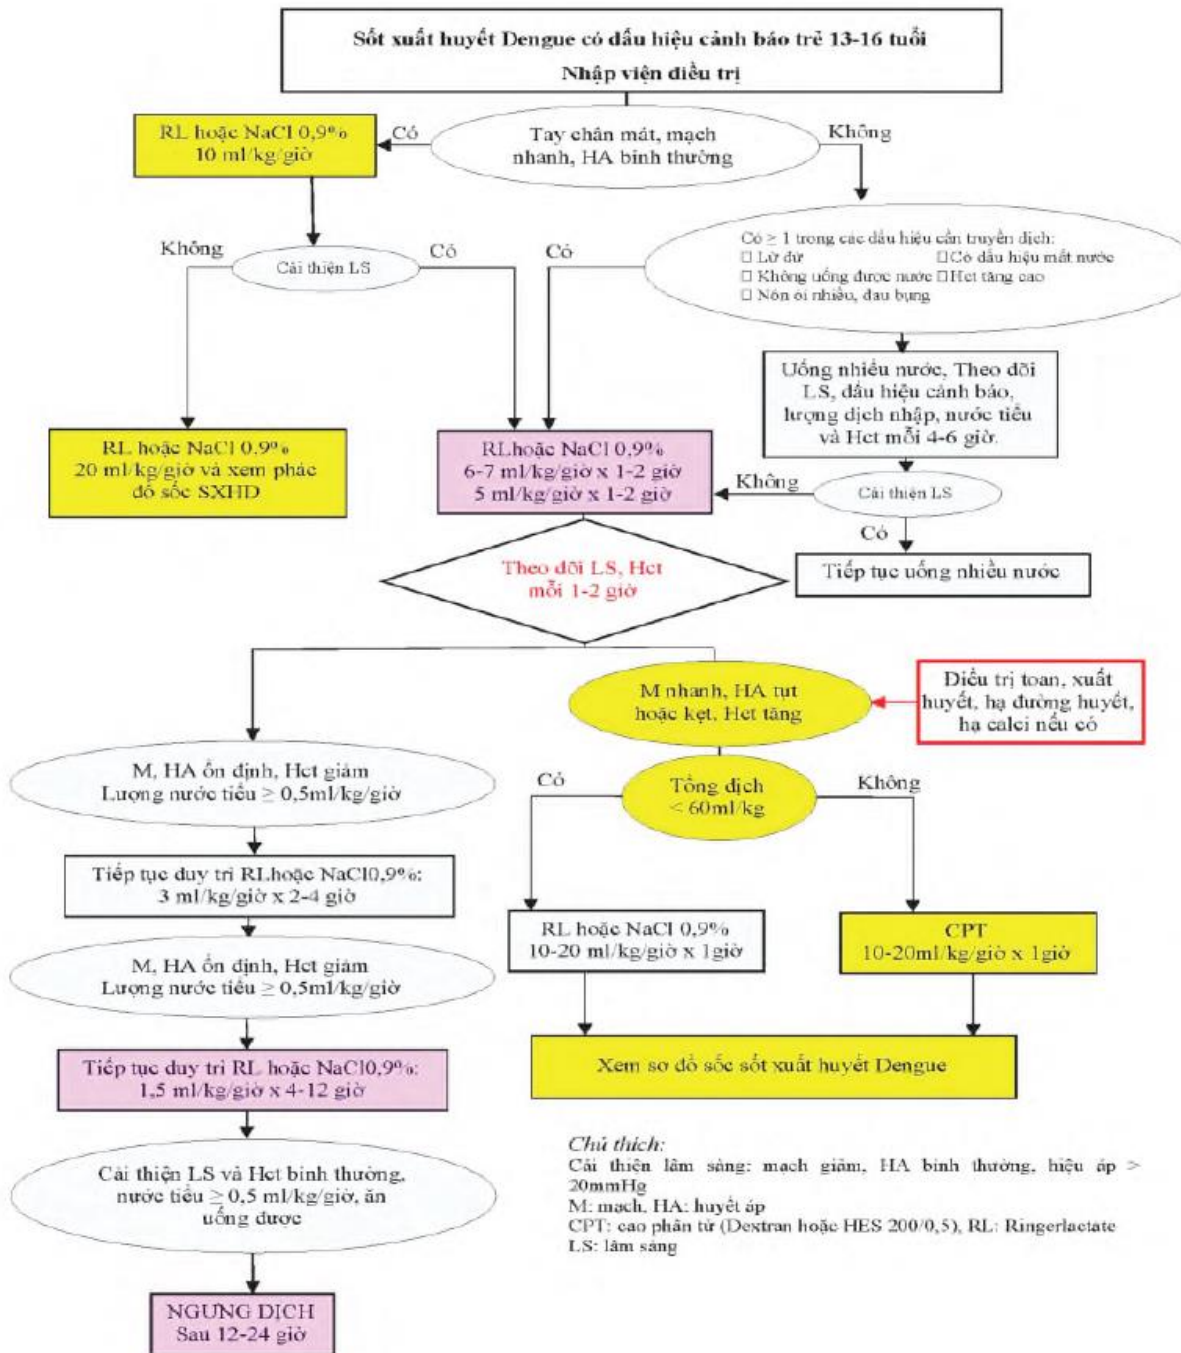 Sốt xuất huyết Dengue có dấu hiệu cảnh báo trẻ 13-16 tuổi
Nhập viện điều trị
RL hoặc NaCl 0,9%
10 ml/kg/giờ
Có
Tay chân mát, mạch
nhanh, HA bình thường
Không
Không
Cải thiện LS
Có
Có
Có ≥ 1 trong các dấu hiệu cần truyền dịch:
□ Lừ đừ □ Có dấu hiệu mất nước
□ Không uống được nước □ Hct tăng cao
□ Nôn ói nhiều, đau bụng
Uống nhiều nước, Theo dõi
LS, dấu hiệu cảnh báo,
lượng dịch nhập, nước tiểu
và Hct mỗi 4-6 giờ.
RL hoặc NaCl 0.9%
20 ml/kg/giờ và xem phác
đồ sốc SXHD
RLhoặc NaCl 0,9%
6-7 ml/kg/giờ x 1-2 giờ
5 ml/kg/giờ x 1-2 giờ
Không
Cải thiện LS
Có
Tiếp tục uống nhiều nước
Theo dõi LS, Hct
mỗi 1-2 giờ
M nhanh, HA tụt
hoặc kẹt, Hct tăng
Điều trị toan, xuất
huyết, hạ đường huyết,
hạ calci nếu có
M, HA ổn định, Hct giảm
Lượng nước tiểu ≥ 0,5ml/kg/giờ
Có
Tổng dịch
< 60ml/kg
Không
Tiếp tục duy trì RLhoặc NaCl0,9%:
3 ml/kg/giờ x 2-4 giờ
RL hoặc NaCl 0,9%
10-20 ml/kg/giờ x 1giờ
CPT
10-20ml/kg/giờ x 1giờ
M, HA ổn định, Hct giảm
Lượng nước tiểu ≥ 0,5ml/kg/giờ
Tiếp tục duy trì RL hoặc NaCl0,9%:
1,5 ml/kg/giờ x 4-12 giờ
Xem sơ đồ sốc sốt xuất huyết Dengue
Cải thiện LS và Hct bình thường,
nước tiểu ≥ 0,5 ml/kg/giờ, ăn
uống được
Chú thích:
Cải thiện lâm sàng: mạch giảm, HA bình thường, hiệu áp >
20mmHg
M: mạch, HA: huyết áp
CPT: cao phân tử (Dextran hoặc HES 200/0,5), RL: Ringerlactate
LS: lâm sàng
NGƯNG DỊCH
Sau 12-24 giờ